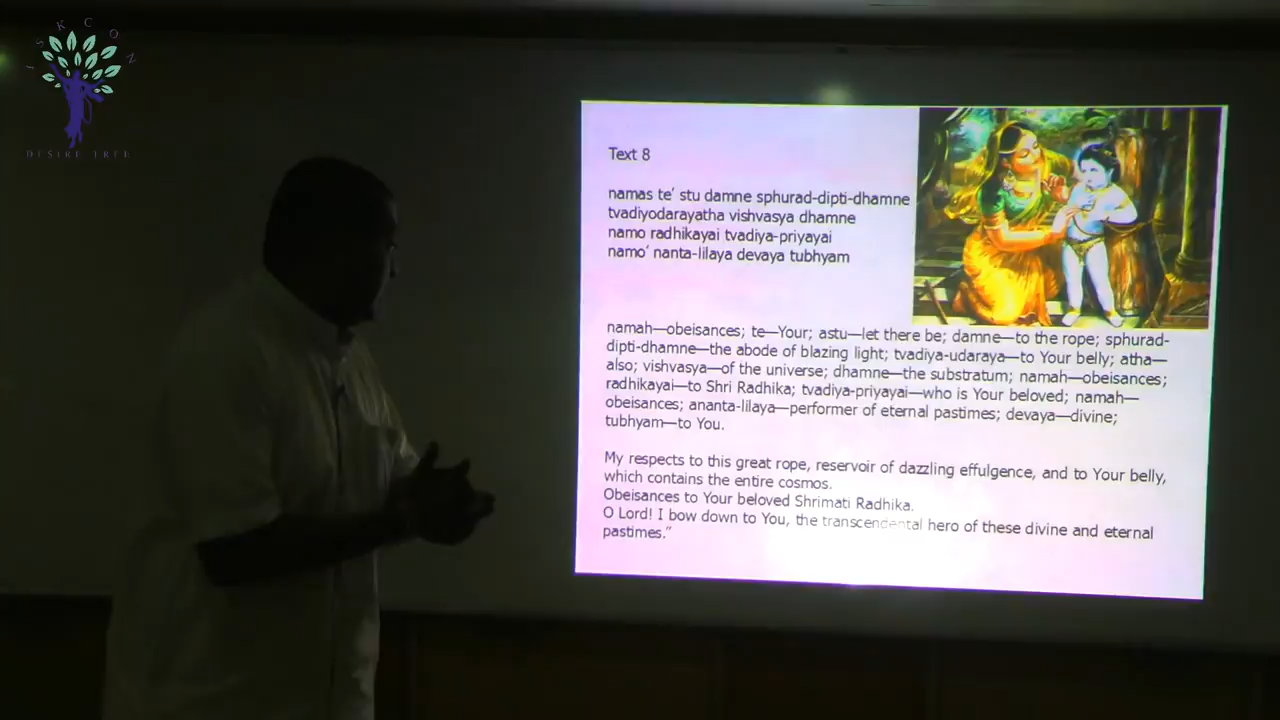 ISKCON
DESIRE TREE
Text 8
namas te’ stu damne sphurad-dipti-dhamne
tvadiyodarayatha vishvasya dhamne
namo radhikayai tvadiya-priyayai
namo’ nanta-lilaya devaya tubhyam
namah—obeisances; te—Your; astu—let there be; damne—to the rope; sphurad-
dipti-dhamne—the abode of blazing light; tvadiya-udaraya—to Your belly; atha—
also; vishvasya—of the universe; dhamne—the substratum; namah—obeisances;
radhikayai—to Shri Radhika; tvadiya-priyayai—who is Your beloved; namah—
obeisances; ananta-lilaya—performer of eternal pastimes; devaya—divine;
tubhyam—to You.
My respects to this great rope, reservoir of dazzling effulgence, and to Your belly,
which contains the entire cosmos.
Obeisances to Your beloved Shrimati Radhika.
O Lord! I bow down to You, the transcendental hero of these divine and eternal
pastimes.”